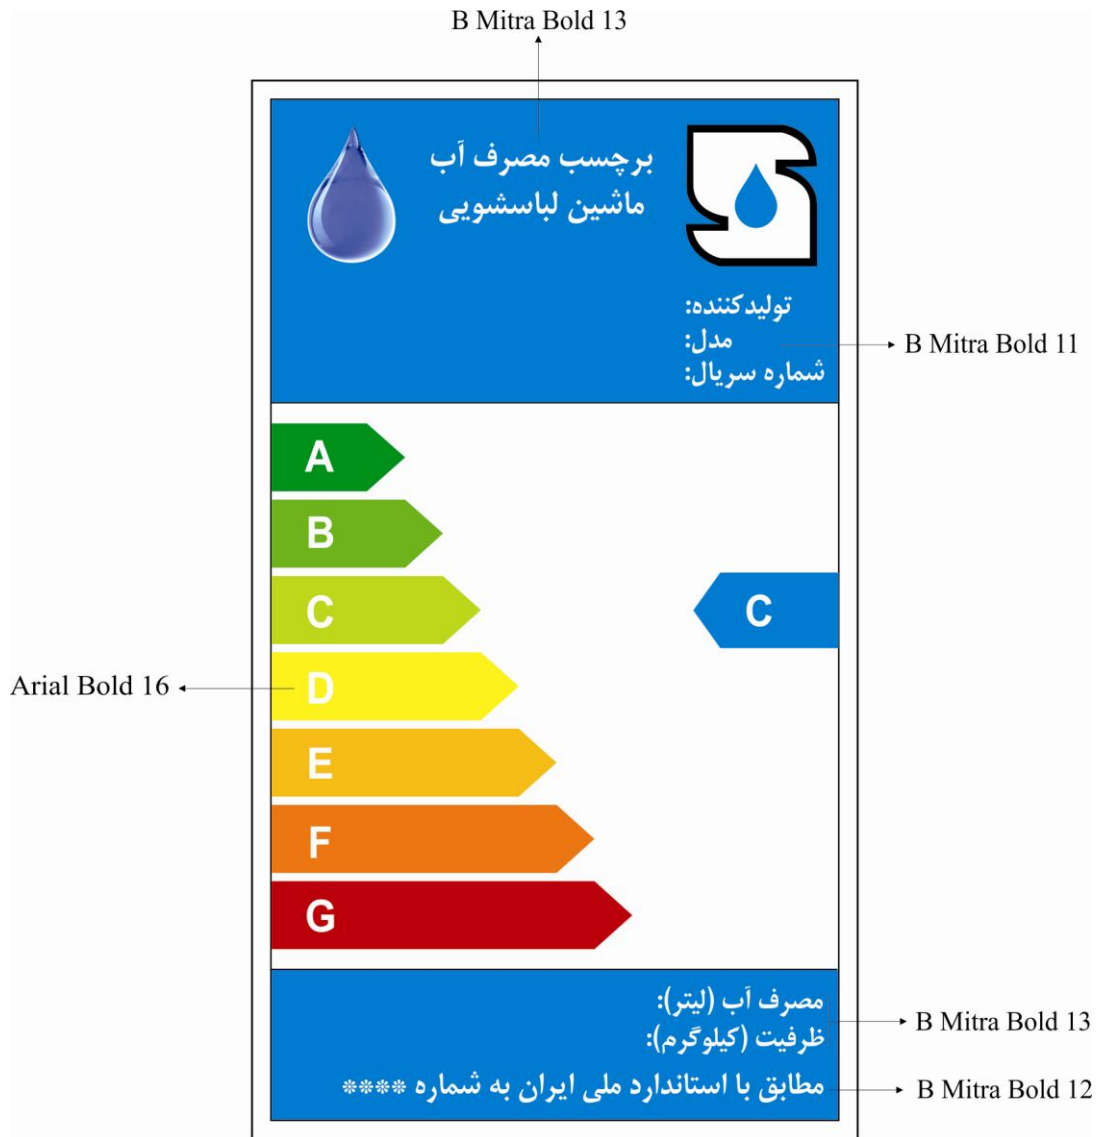 B Mitra Bold 13
برچسب مصرف آب
ماشین لباسشویی
تولیدکننده:
مدل:
B Mitra Bold 11
شماره سریال:
A
B
C
C
Arial Bold 16
D
E
F
G
مصرف آب (لیتر):
B Mitra Bold 13
ظرفیت (کیلوگرم):
مطابق با استاندارد ملی ایران به شماره ****
B Mitra Bold 12